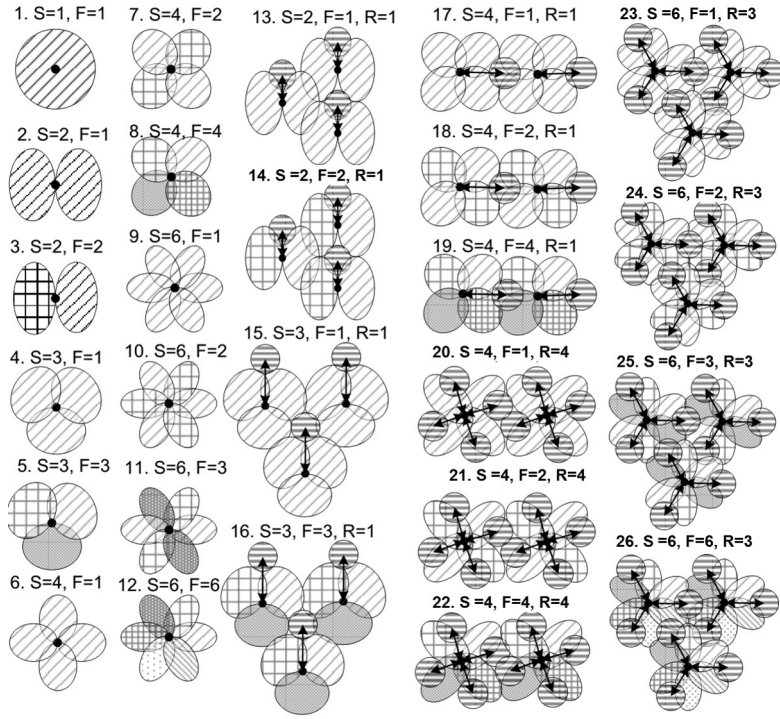 1. S=1, F=1
2. S=2, F=1
3. S=2, F=2
4. S=3, F=1
5. S=3, F=3
6. S=4, F=1
7. S=4, F=2
8. S=4, F=4
9. S=6, F=1
10. S=6, F=2
11. S=6, F=3
12. S=6, F=6
13. S=2, F=1, R=1
14. S =2, F=2, R=1
15. S=3, F=1, R=1
16. S=3, F=3, R=1
17. S=4, F=1, R=1
18. S=4, F=2, R=1
19. S=4, F=4, R=1
20. S =4, F=1, R=4
21. S =4, F=2, R=4
22. S =4, F=4, R=4
23. S =6, F=1, R=3
24. S =6, F=2, R=3
25. S =6, F=3, R=3
26. S =6, F=6, R=3